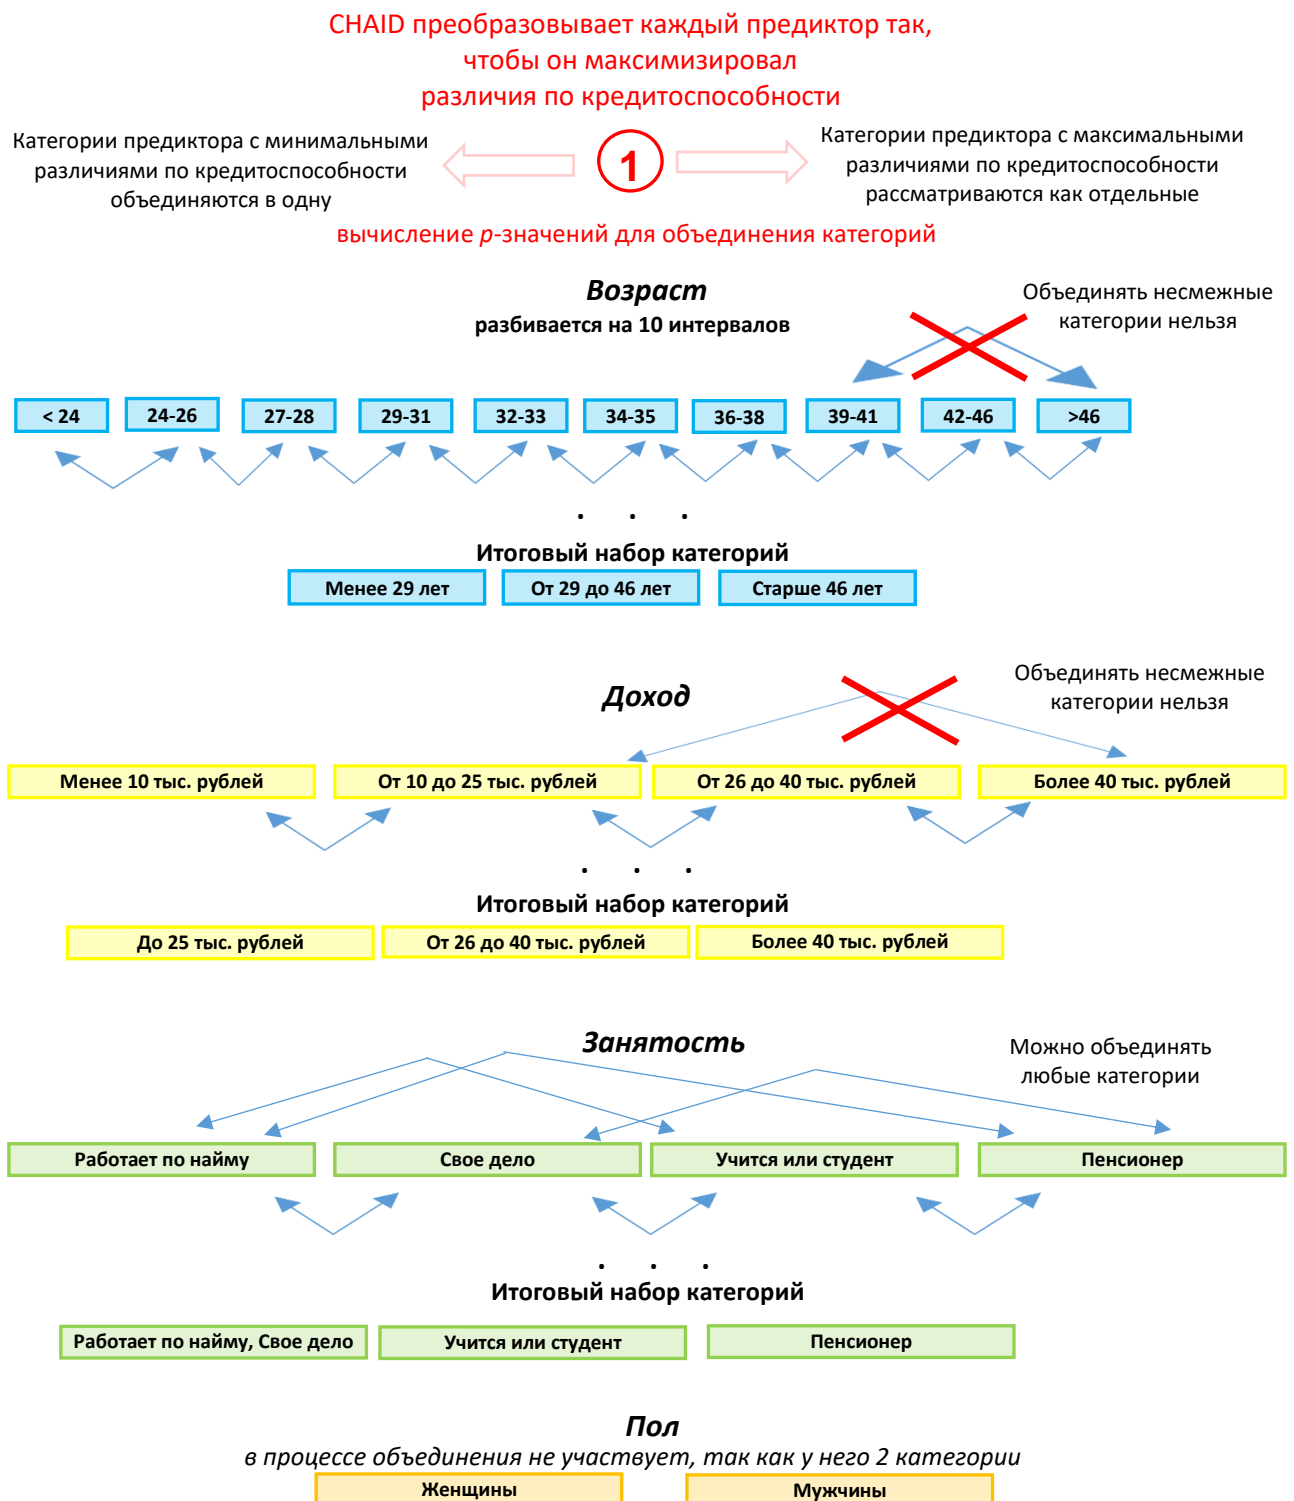 CHAID преобразовывает каждый предиктор так,
чтобы он максимизировал
различия по кредитоспособности
Категории предиктора с минимальными
различиями по кредитоспособности
объединяются в одну
1
Категории предиктора с максимальными
различиями по кредитоспособности
рассматриваются как отдельные
вычисление p-значений для объединения категорий
Возраст
разбивается на 10 интервалов
Объединять несмежные
категории нельзя
< 24 24-26 27-28 29-31 32-33 34-35 36-38 39-41 42-46 >46
. . .
Итоговый набор категорий
Менее 29 лет От 29 до 46 лет Старше 46 лет
Доход
Объединять несмежные
категории нельзя
Менее 10 тыс. рублей От 10 до 25 тыс. рублей От 26 до 40 тыс. рублей Более 40 тыс. рублей
. . .
Итоговый набор категорий
До 25 тыс. рублей От 26 до 40 тыс. рублей Более 40 тыс. рублей
Занятость
Можно объединять
любые категории
Работает по найму Свое дело Учится или студент Пенсионер
. . .
Итоговый набор категорий
Работает по найму, Свое дело Учится или студент Пенсионер
Пол
в процессе объединения не участвует, так как у него 2 категории
Женщины Мужчины